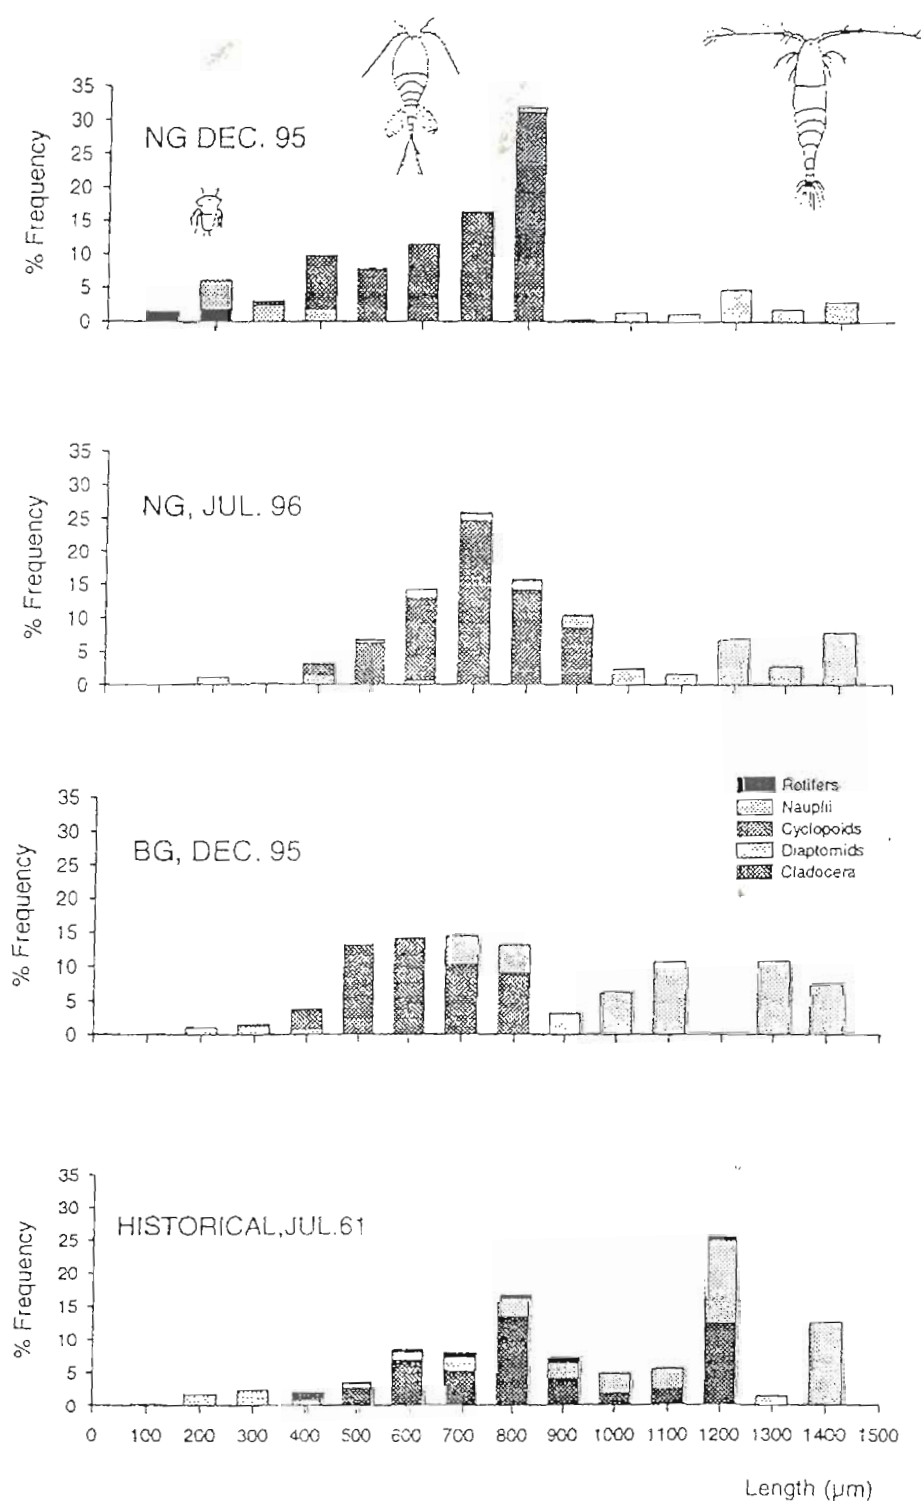 35
30
25
20
15
10
5
0
% Frequency
NG DEC. 95
35
30
25
20
15
10
5
0
% Frequency
NG, JUL. 96
Rotifers
Nauplii
Cyclopoids
Diaptomids
Cladocera
35
30
25
20
15
10
5
0
% Frequency
BG, DEC. 95
35
30
25
20
15
10
5
0
% Frequency
HISTORICAL,JUL.61
0 100 200 300 400 500 600 700 800 900 1000 1100 1200 1300 1400 1500
Length (µm)